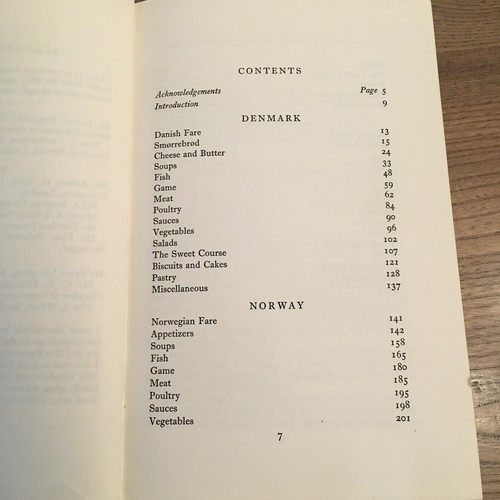 CONTENTS
Acknowledgements Page 5
Introduction 9
DENMARK
Danish Fare 13
Smørrebrød 15
Cheese and Butter 24
Soups 33
Fish 48
Game 59
Meat 62
Poultry 84
Sauces 90
Vegetables 96
Salads 102
The Sweet Course 107
Biscuits and Cakes 121
Pastry 128
Miscellaneous 137
NORWAY
Norwegian Fare 141
Appetizers 142
Soups 158
Fish 165
Game 180
Meat 185
Poultry 195
Sauces 198
Vegetables 201
7